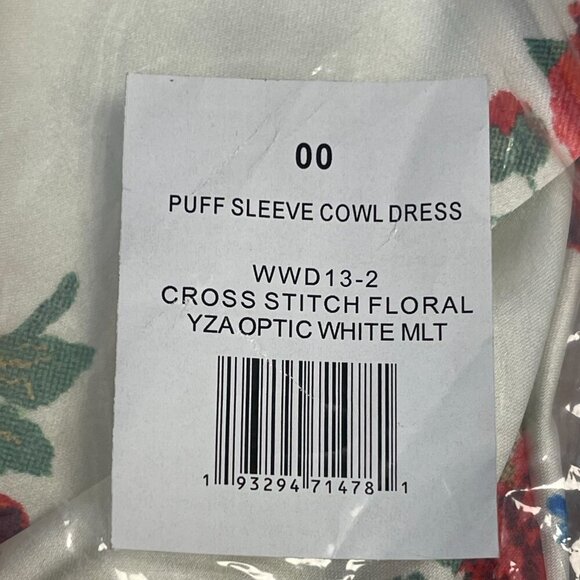 00
PUFF SLEEVE COWL DRESS
WWD13-2
CROSS STITCH FLORAL
YZA OPTIC WHITE MLT
1 93294 71478 1